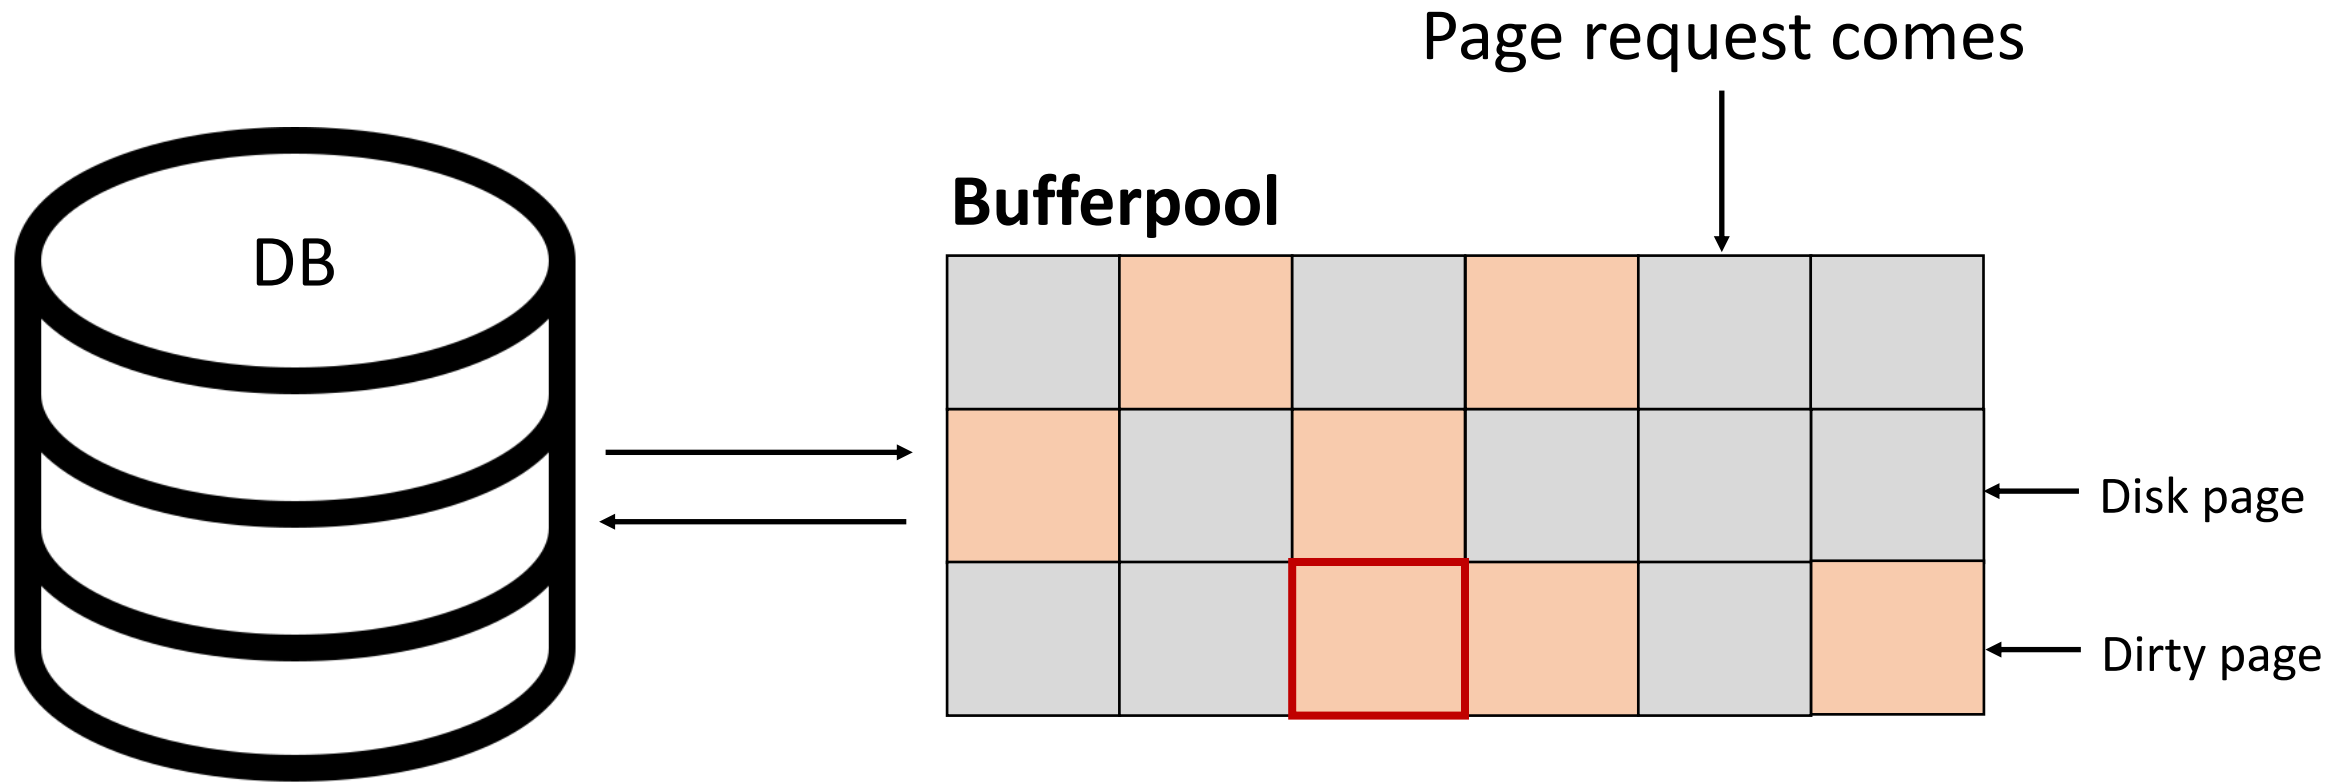 Page request comes
Bufferpool
DB
Disk page
Dirty page